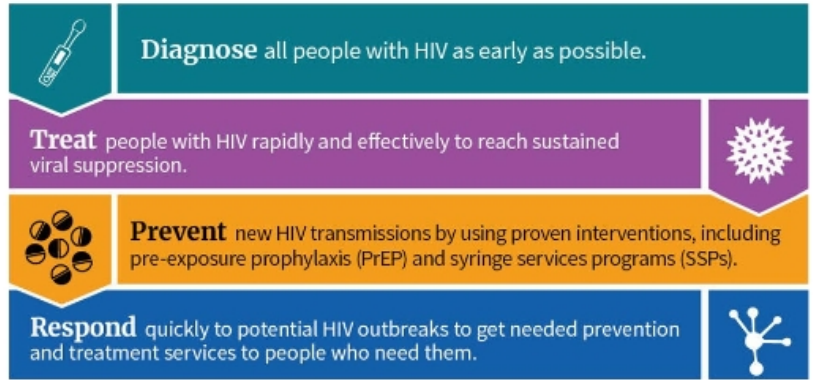 Diagnose all people with HIV as early as possible.
Treat people with HIV rapidly and effectively to reach sustained
viral suppression.
Prevent new HIV transmissions by using proven interventions, including
pre-exposure prophylaxis (PrEP) and syringe services programs (SSPs).
Respond quickly to potential HIV outbreaks to get needed prevention
and treatment services to people who need them.